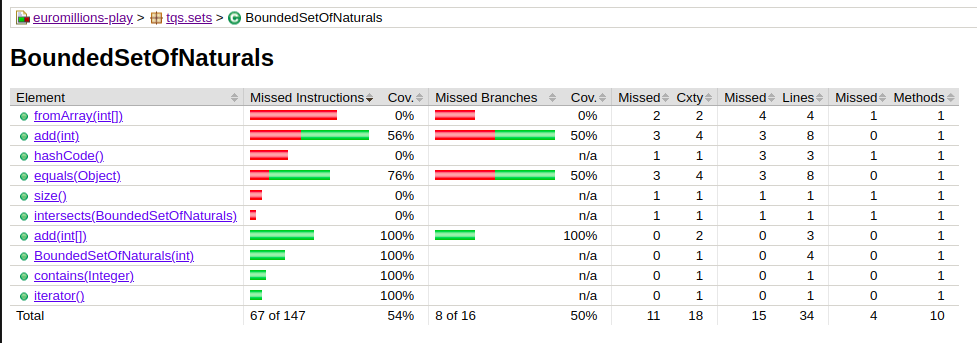 euromillions-play > tqs.sets > BoundedSetOfNaturals
BoundedSetOfNaturals
Element Missed Instructions Cov. Missed Branches Cov. Missed Cxty Missed Lines Missed Methods
fromArray(int[]) 0% 0% 2 2 4 4 1 1
add(int) 56% 50% 3 4 3 8 0 1
hashCode() 0% n/a 1 1 3 3 1 1
equals(Object) 76% 50% 3 4 3 8 0 1
size() 0% n/a 1 1 1 1 1 1
intersects(BoundedSetOfNaturals) 0% n/a 1 1 1 1 1 1
add(int[]) 100% 100% 0 2 0 3 0 1
BoundedSetOfNaturals(int) 100% n/a 0 1 0 4 0 1
contains(Integer) 100% n/a 0 1 0 1 0 1
iterator() 100% n/a 0 1 0 1 0 1
Total 67 of 147 54% 8 of 16 50% 11 18 15 34 4 10